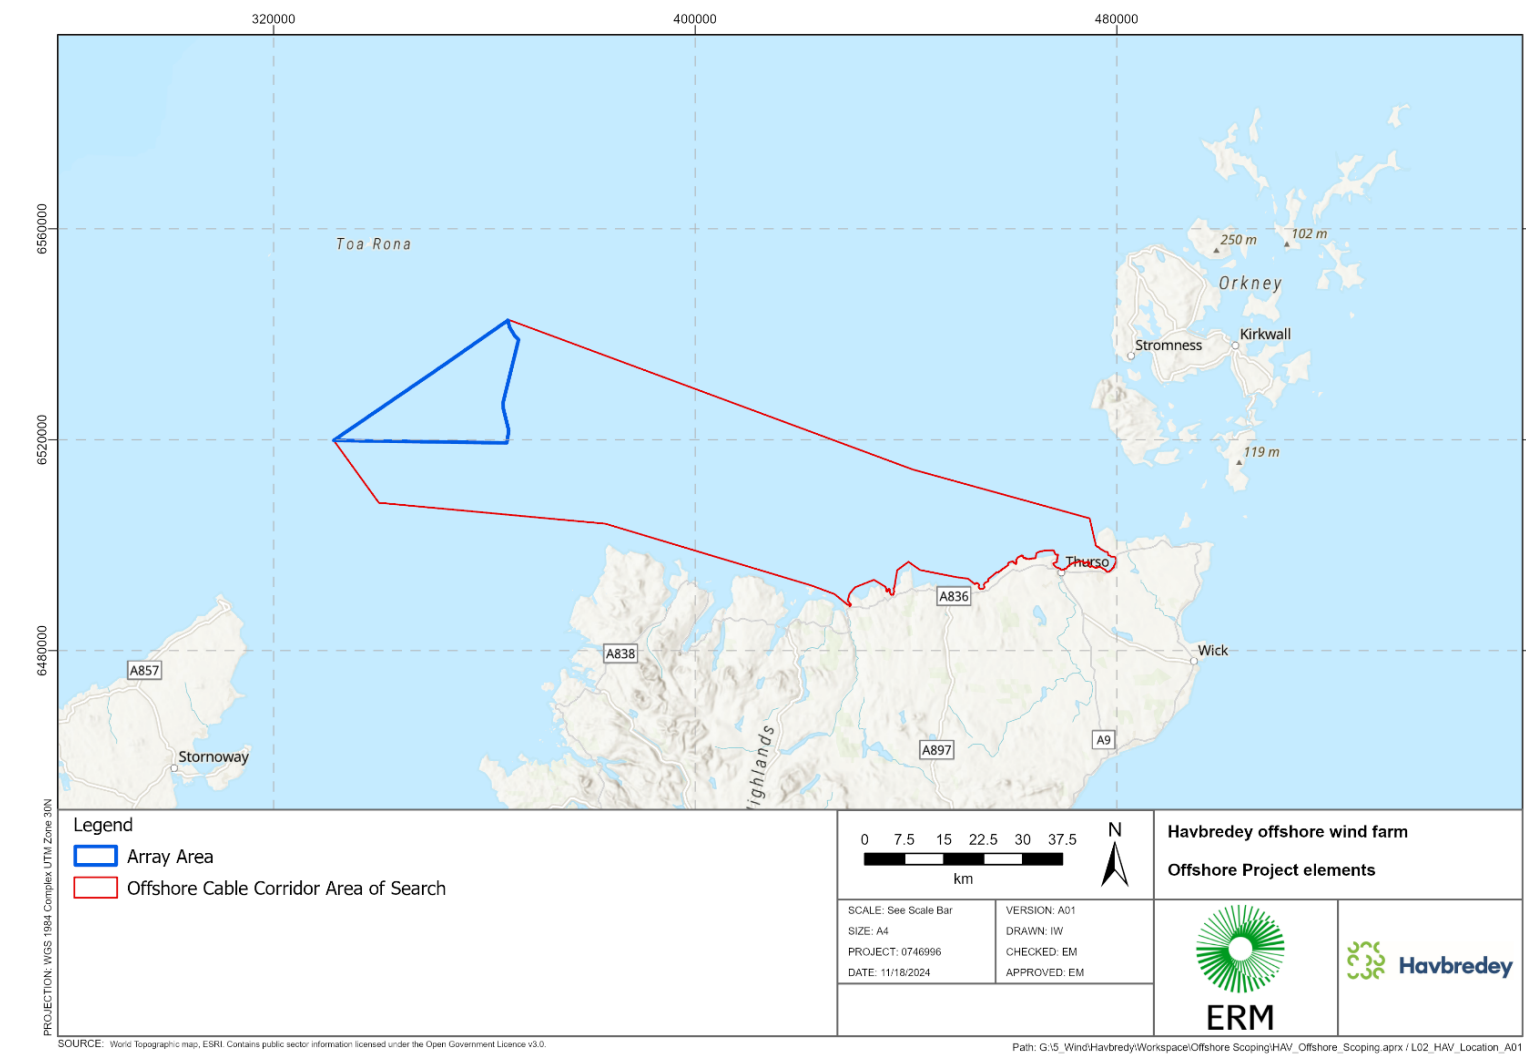 320000
400000
480000
6560000
6520000
6480000
Toa Rona
250 m
102 m
Orkney
Kirkwall
Stromness
119 m
Thurso
A836
A838
Wick
A857
Stornoway
A897
A9
ighlands
PROJECTION: WGS 1984 Complex UTM Zone 30N
Legend
Array Area
Offshore Cable Corridor Area of Search
0 7.5 15 22.5 30 37.5
km
N
Havbredey offshore wind farm
Offshore Project elements
SCALE: See Scale Bar
VERSION: A01
SIZE: A4
DRAWN: IW
PROJECT: 0746996
CHECKED: EM
DATE: 11/18/2024
APPROVED: EM
ERM
Havbredey
SOURCE: World Topographic map, ESRI. Contains public sector information licensed under the Open Government Licence v3.0.
Path: G:\5_Wind\Havbredy\Workspace\Offshore Scoping\HAV_Offshore_Scoping.aprx / L02_HAV_Location_A01